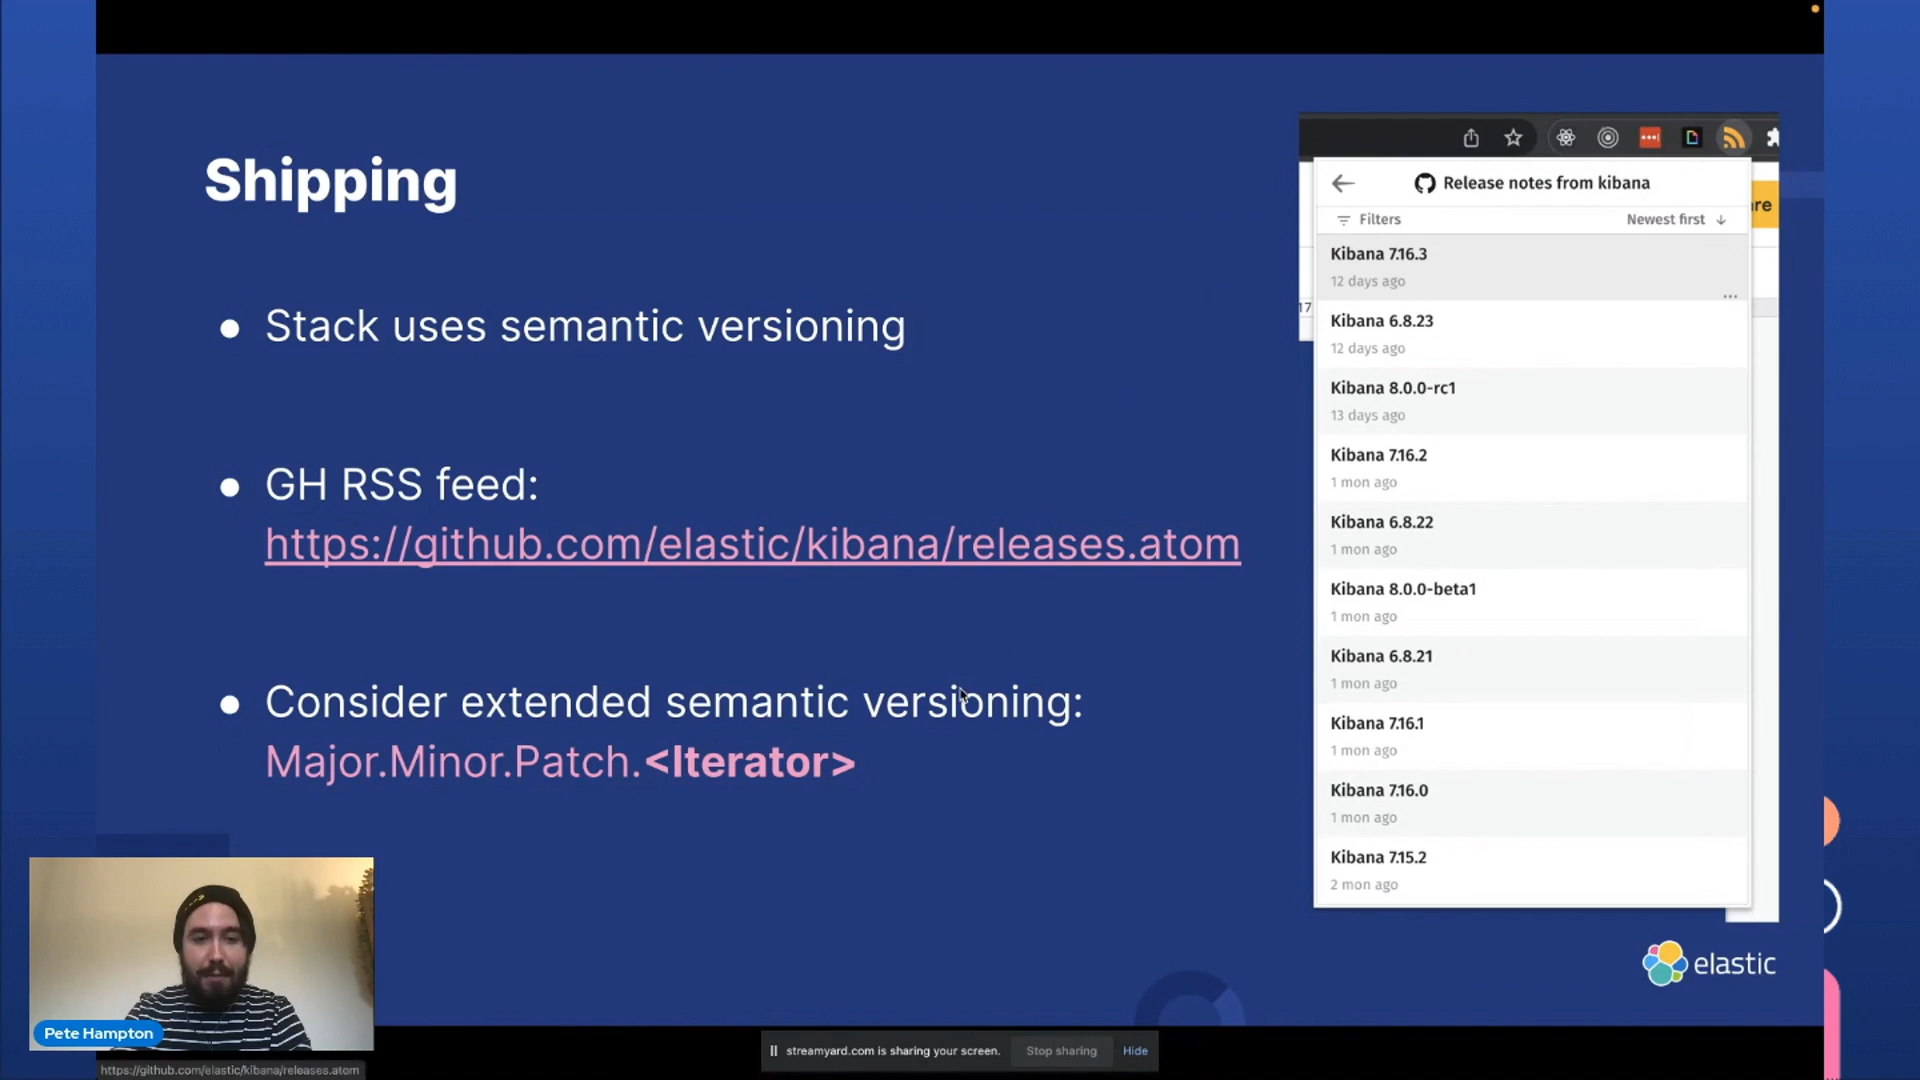 Shipping
Stack uses semantic versioning
GH RSS feed:
https://github.com/elastic/kibana/releases.atom
Consider extended semantic versioning:
Major.Minor.Patch.<Iterator>
Release notes from kibana
Filters
Newest first
Kibana 7.16.3
12 days ago
Kibana 6.8.23
12 days ago
Kibana 8.0.0-rc1
13 days ago
Kibana 7.16.2
1 mon ago
Kibana 6.8.22
1 mon ago
Kibana 8.0.0-beta1
1 mon ago
Kibana 6.8.21
1 mon ago
Kibana 7.16.1
1 mon ago
Kibana 7.16.0
1 mon ago
Kibana 7.15.2
2 mon ago
17
elastic
Pete Hampton
streamyard.com is sharing your screen.
Stop sharing
Hide
https://github.com/elastic/kibana/releases.atom